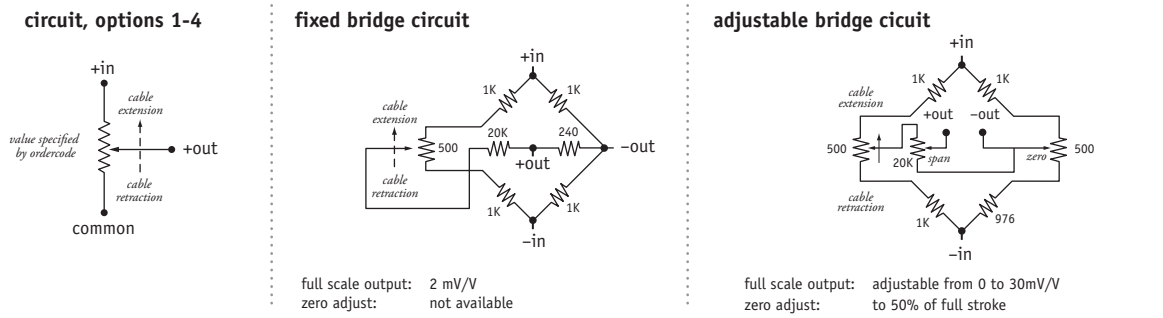 circuit, options 1-4
+in
cable
extension
value specified
by ordercode
+out
cable
retraction
common
fixed bridge circuit
+in
1K
1K
cable
extension
500
20K
240
+out
-out
cable
retraction
1K
1K
-in
full scale output: 2 mV/V
zero adjust: not available
adjustable bridge cicuit
+in
1K
1K
cable
extension
+out
-out
500
20K
span
zero
500
cable
retraction
1K
976
-in
full scale output: adjustable from 0 to 30mV/V
zero adjust: to 50% of full stroke